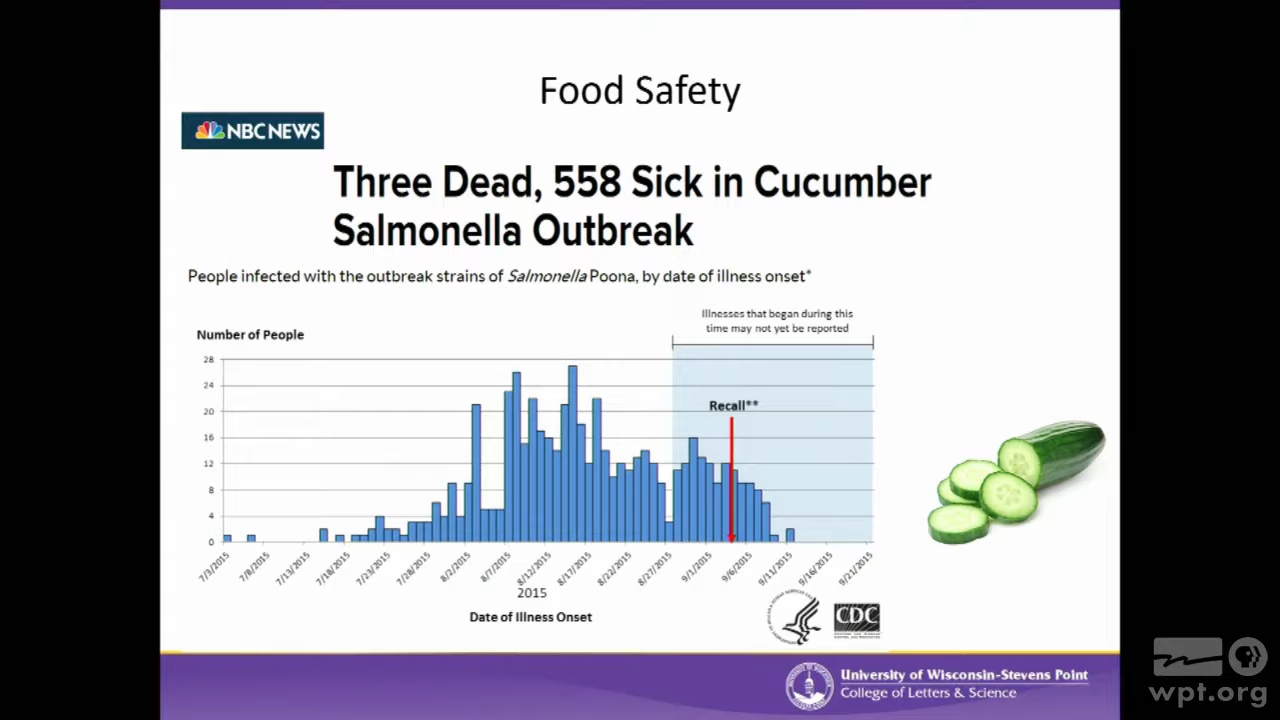 Food Safety
NBC NEWS
Three Dead, 558 Sick in Cucumber
Salmonella Outbreak
People infected with the outbreak strains of Salmonella Poona, by date of illness onset*
Illnesses that began during this
time may not yet be reported
Number of People
28
24
20
16
12
8
4
0
Recall**
7/3/2015
7/8/2015
7/13/2015
7/18/2015
7/23/2015
7/28/2015
8/2/2015
8/7/2015
8/12/2015
8/17/2015
8/22/2015
8/27/2015
9/1/2015
9/6/2015
9/11/2015
9/16/2015
9/21/2015
2015
Date of Illness Onset
CDC
University of Wisconsin-Stevens Point
College of Letters & Science
PBS
wpt.org